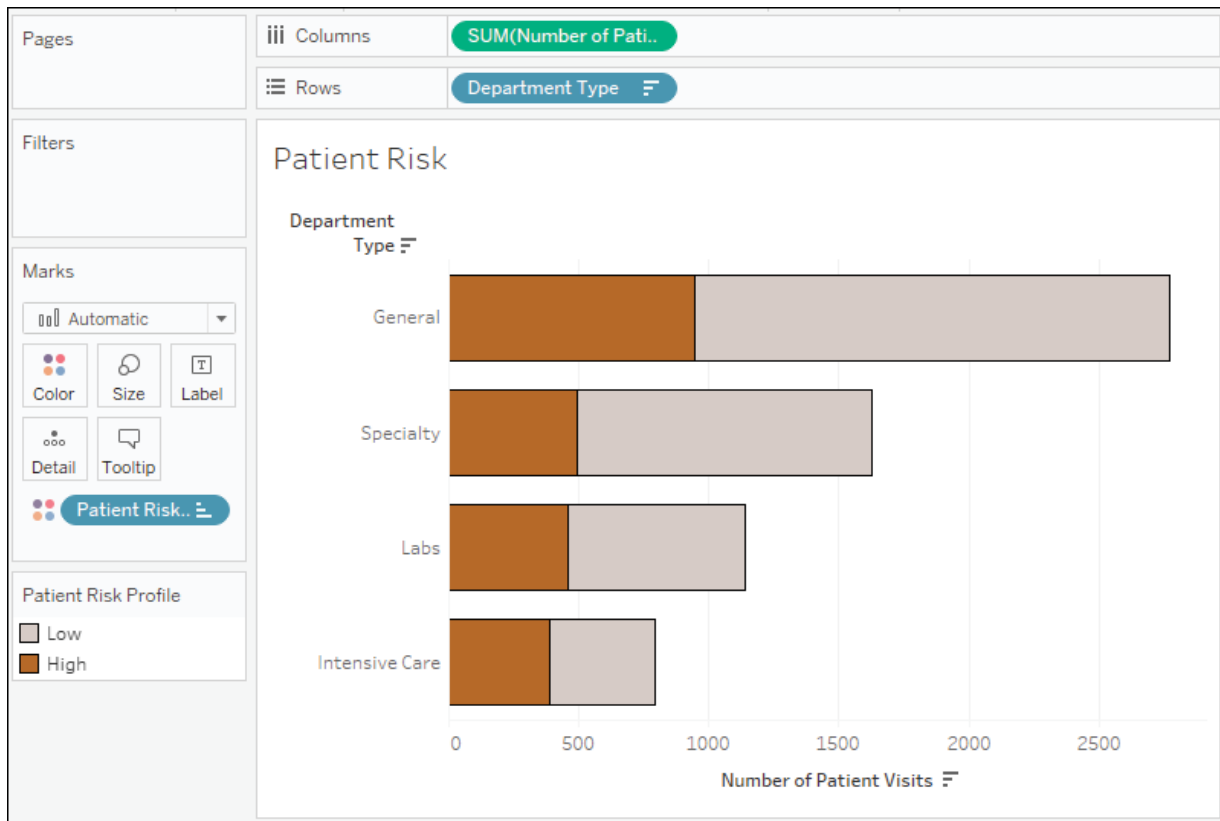 Pages
Columns
SUM(Number of Pati..
Rows
Department Type
Filters
Patient Risk
Department
Type
Marks
Automatic
Color
Size
Label
Detail
Tooltip
Patient Risk..
Patient Risk Profile
Low
High
General
Specialty
Labs
Intensive Care
0 500 1000 1500 2000 2500
Number of Patient Visits